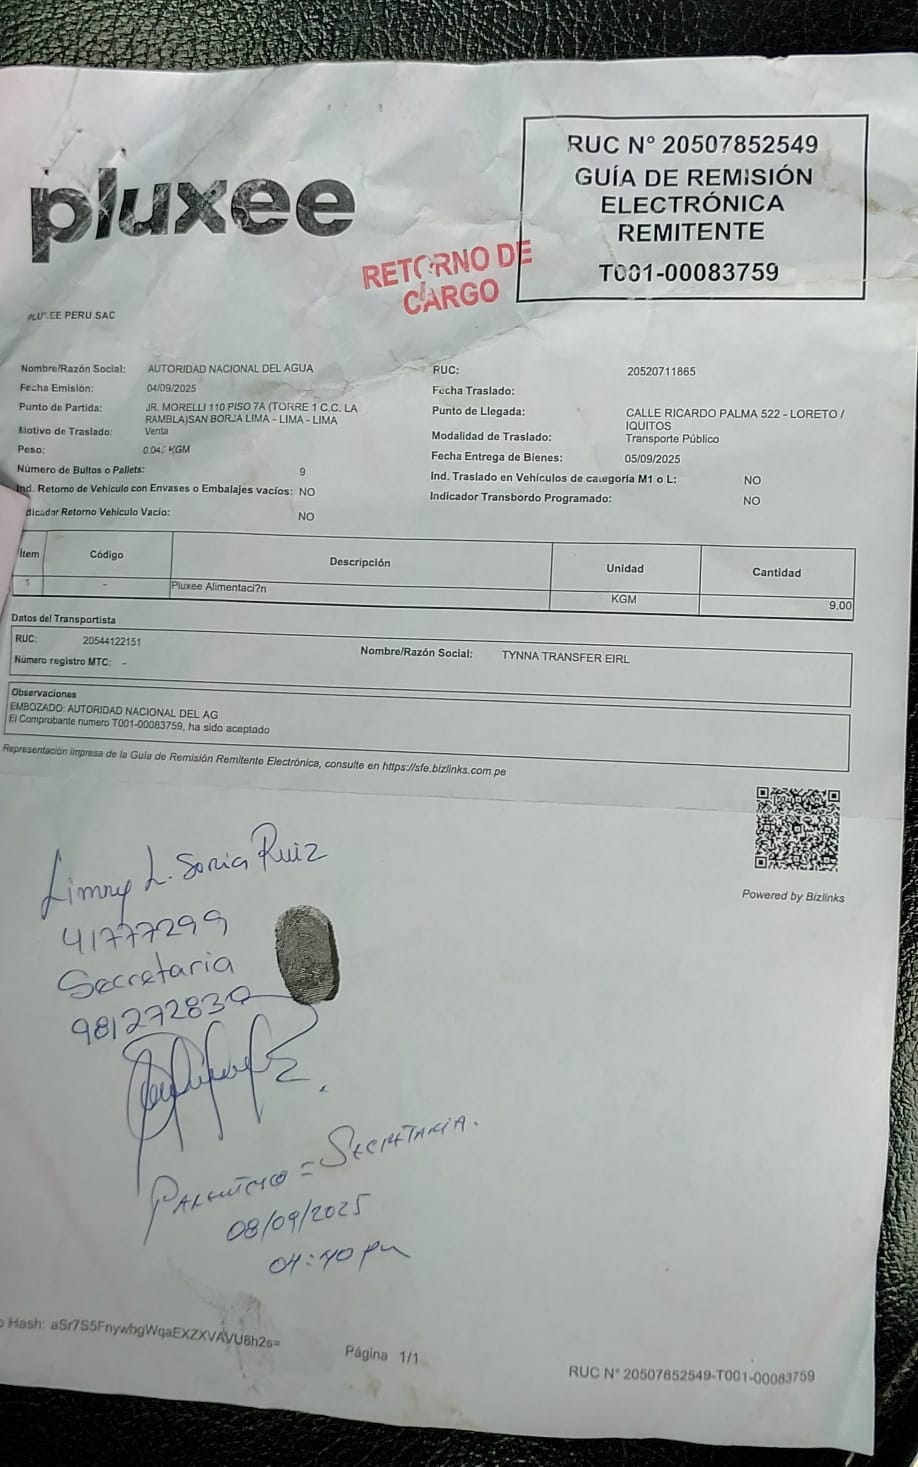 pluxee
RUC N° 20507852549
GUÍA DE REMISIÓN
ELECTRÓNICA
REMITENTE
T001-00083759
RETORNO DE
CARGO
PLUXEE PERU SAC
Nombre/Razón Social: AUTORIDAD NACIONAL DEL AGUA
RUC: 20520711865
Fecha Emisión: 04/09/2025
Fecha Traslado:
Punto de Partida: JR. MORELLI 110 PISO 7A (TORRE 1 C.C. LA
RAMBLA)SAN BORJA LIMA - LIMA - LIMA
Punto de Llegada: CALLE RICARDO PALMA 522 - LORETO /
IQUITOS
Motivo de Traslado: Venta
Modalidad de Traslado: Transporte Público
Peso: KGM
Fecha Entrega de Bienes: 05/09/2025
Número de Bultos o Pallets: 9
Ind. Traslado en Vehículos de categoría M1 o L: NO
Ind. Retorno de Vehículo con Envases o Embalajes vacíos: NO
Indicador Transbordo Programado: NO
dicador Retorno Vehículo Vacío: NO
Ítem Código Descripción Unidad Cantidad
1 - Pluxee Alimentaci?n KGM 9,00
Datos del Transportista
RUC: 20544122151
Nombre/Razón Social: TYNNA TRANSFER EIRL
Número registro MTC: -
Observaciones
EMBOZADO: AUTORIDAD NACIONAL DEL AG
El Comprobante numero T001-00083759, ha sido aceptado
Representación Impresa de la Guía de Remisión Remitente Electrónica, consulte en https://sfe.bizlinks.com.pe
Powered by Bizlinks
Limny L. Soria Ruiz
41777299
Secretaria
981272830
= SECRETARIA.
08/09/2025
04:40 pm
o Hash: aSr7S5FnywbgWqaEXZXVAVU8h2s=
Página 1/1
RUC N° 20507852549-T001-00083759